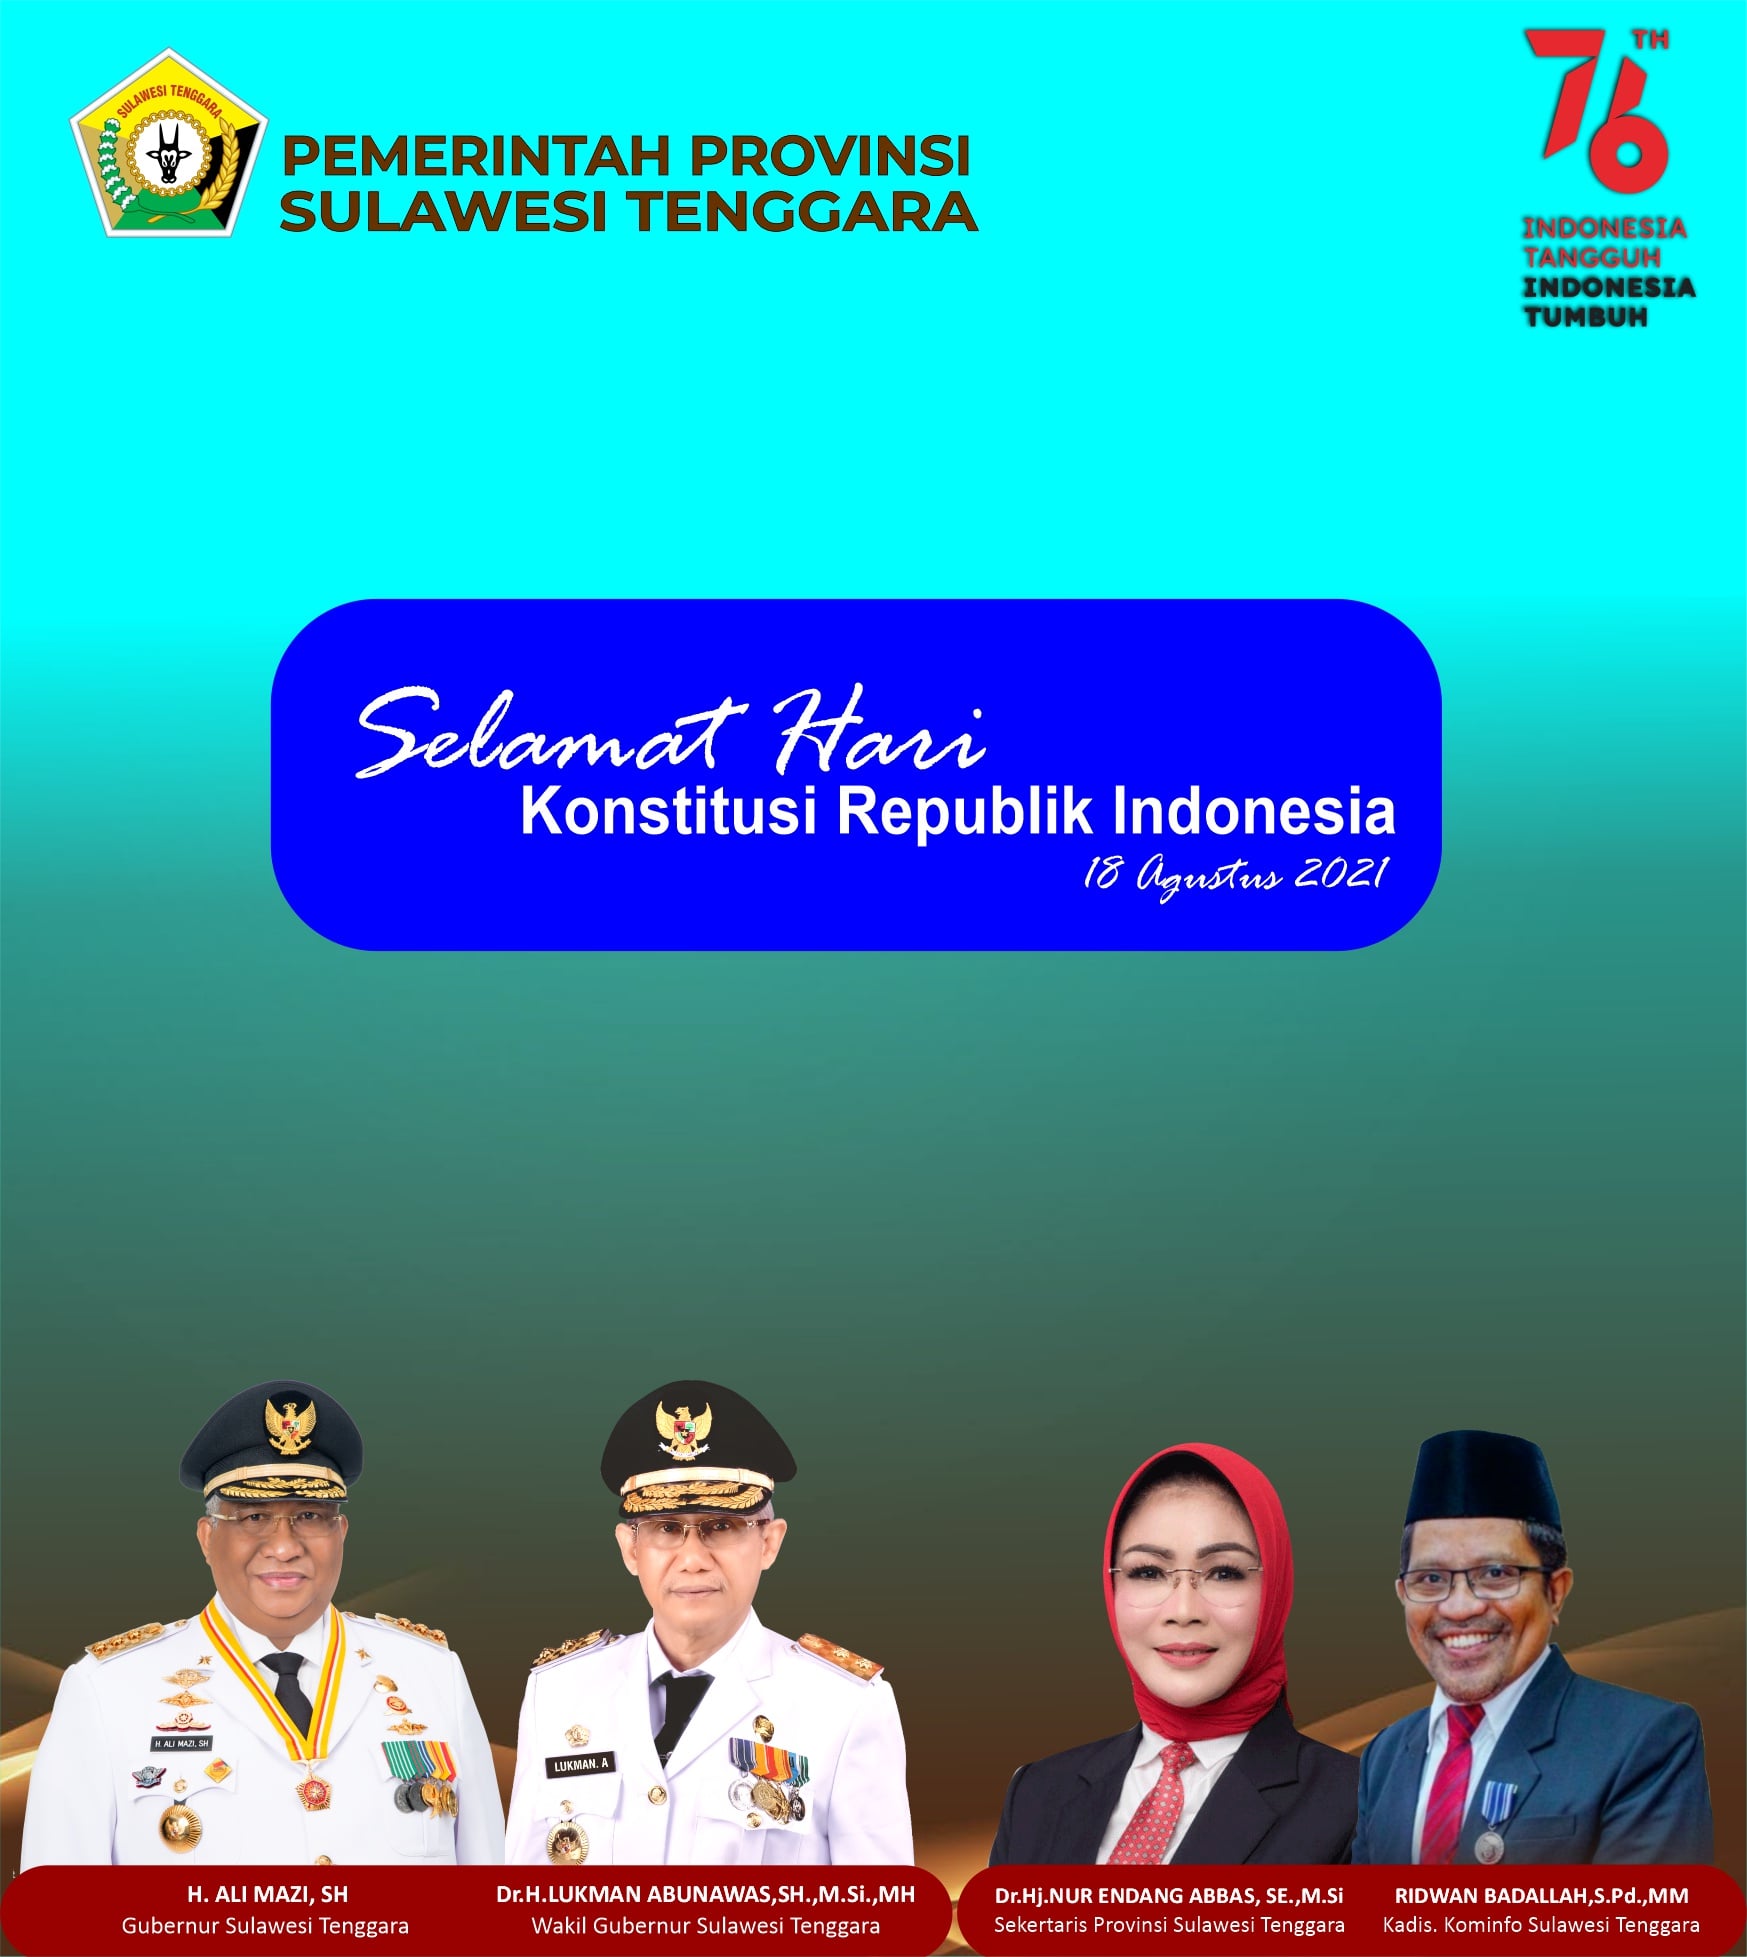 SULAWESI TENGGARA
PEMERINTAH PROVINSI
SULAWESI TENGGARA
76TH
INDONESIA
TANGGUH
INDONESIA
TUMBUH
Selamat Hari
Konstitusi Republik Indonesia
18 Agustus 2021
H. ALI MAZI, SH
LUKMAN. A
H. ALI MAZI, SH
Gubernur Sulawesi Tenggara
Dr.H.LUKMAN ABUNAWAS,SH.,M.Si.,MH
Wakil Gubernur Sulawesi Tenggara
Dr.Hj.NUR ENDANG ABBAS, SE.,M.Si
Sekertaris Provinsi Sulawesi Tenggara
RIDWAN BADALLAH,S.Pd.,MM
Kadis. Kominfo Sulawesi Tenggara